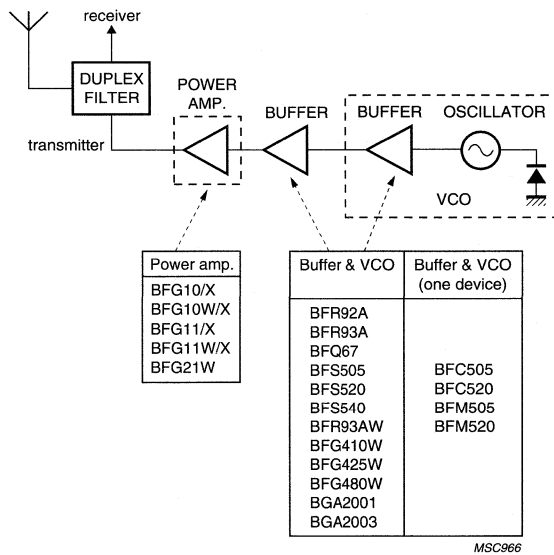 receiver
DUPLEX
FILTER
transmitter
POWER
AMP.
BUFFER
BUFFER
OSCILLATOR
VCO
Power amp.
BFG10/X
BFG10W/X
BFG11/X
BFG11W/X
BFG21W
Buffer & VCO
BFR92A
BFR93A
BFQ67
BFS505
BFS520
BFS540
BFR93AW
BFG410W
BFG425W
BFG480W
BGA2001
BGA2003
Buffer & VCO
(one device)
BFC505
BFC520
BFM505
BFM520
MSC966